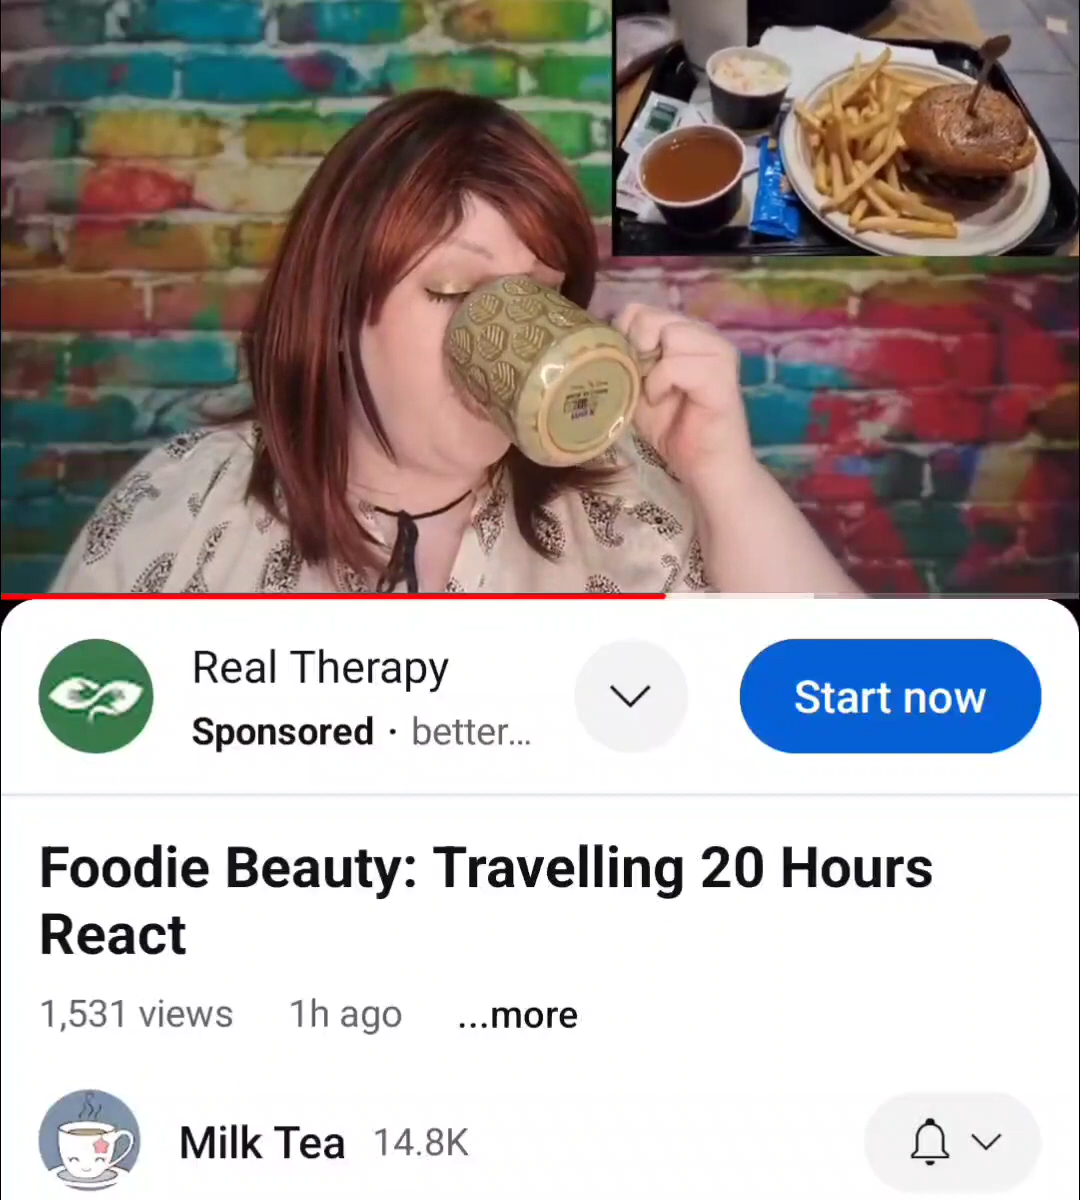 Real Therapy
Start now
Sponsored · better...
Foodie Beauty: Travelling 20 Hours
React
1,531 views 1h ago ...more
Milk Tea 14.8K